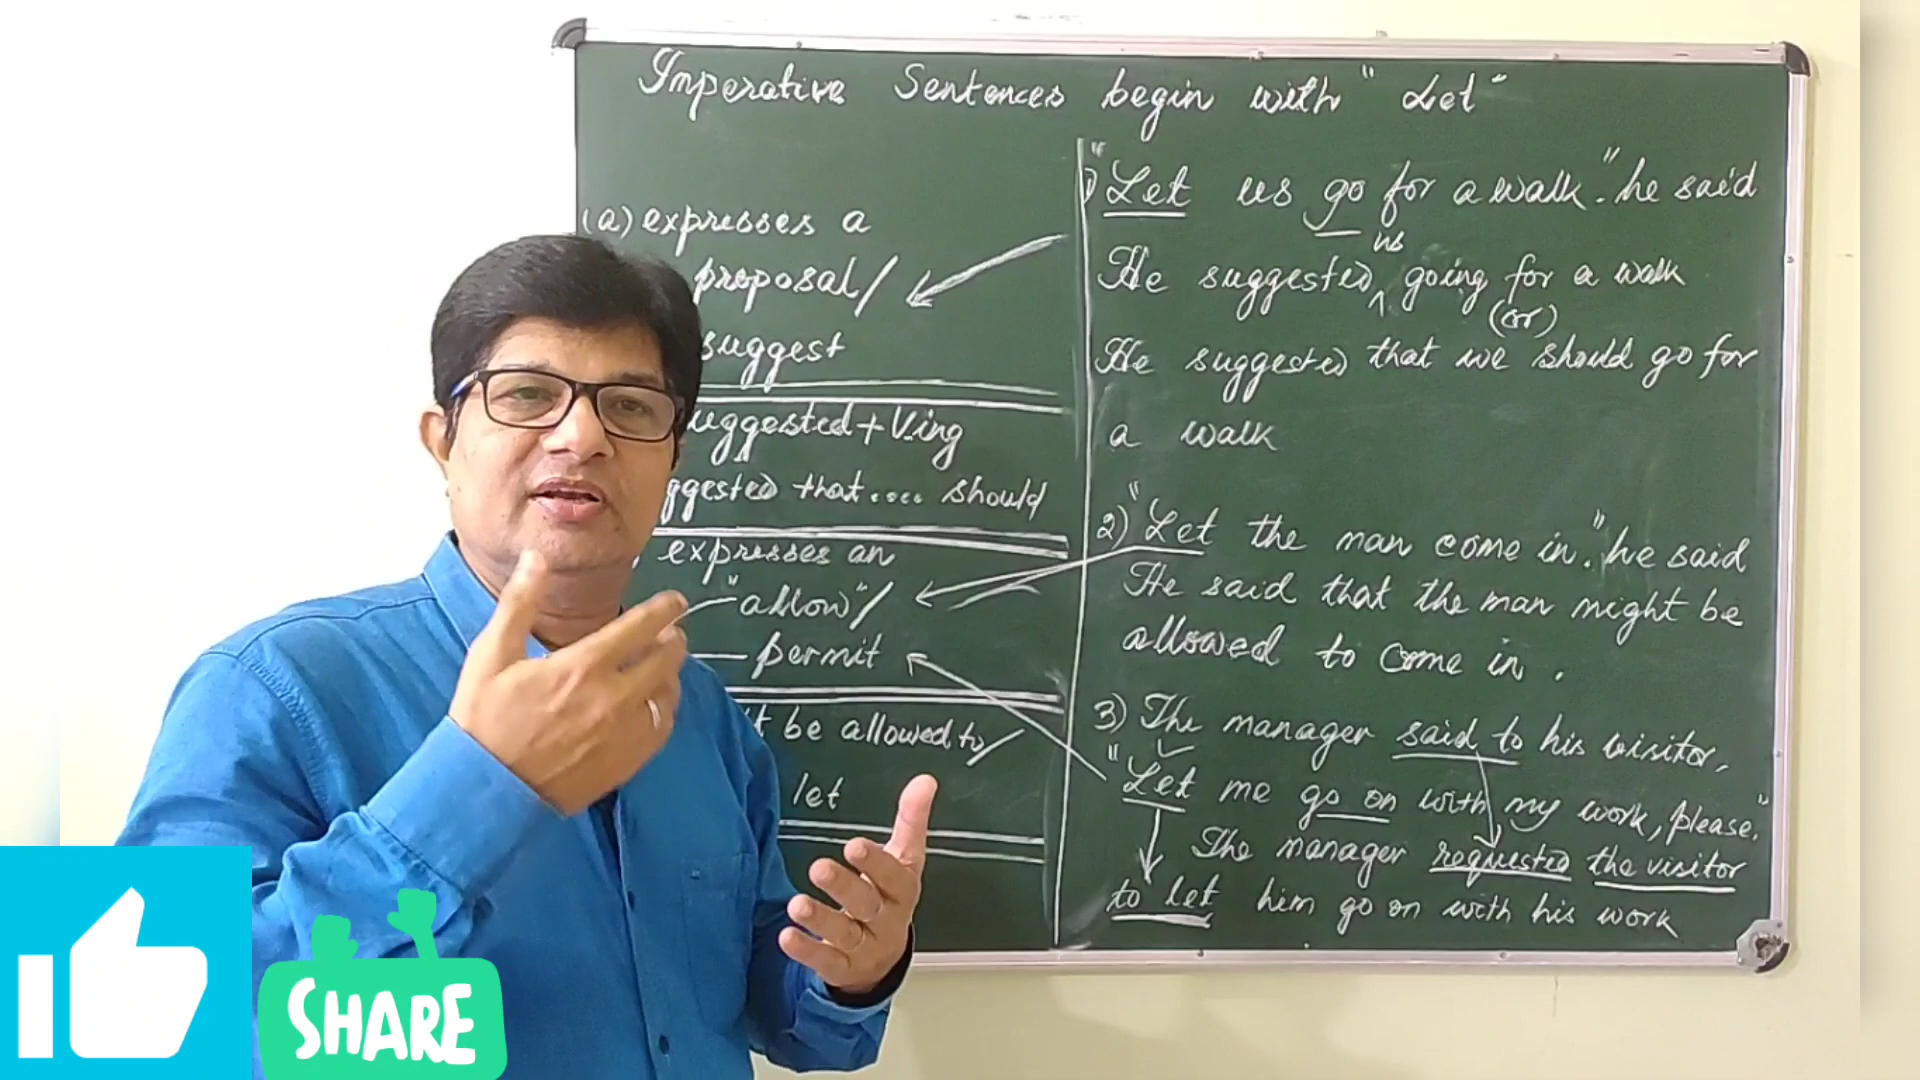 Imperative Sentences begin with "Let"
(a) expresses a
proposal/
suggest
uggested + V.ing
ggested that.... should
expresses an
"allow"/
permit
t be allowed to/
let
"
1) Let us go for a walk." he said
us
He suggested ^ going for a walk
(or)
He suggested that we should go for
a walk
2) "Let the man come in." he said
He said that the man might be
allowed to come in.
3) The manager said to his visitor,
"Let me go on with my work, please."
The manager requested the visitor
to let him go on with his work
SHARE